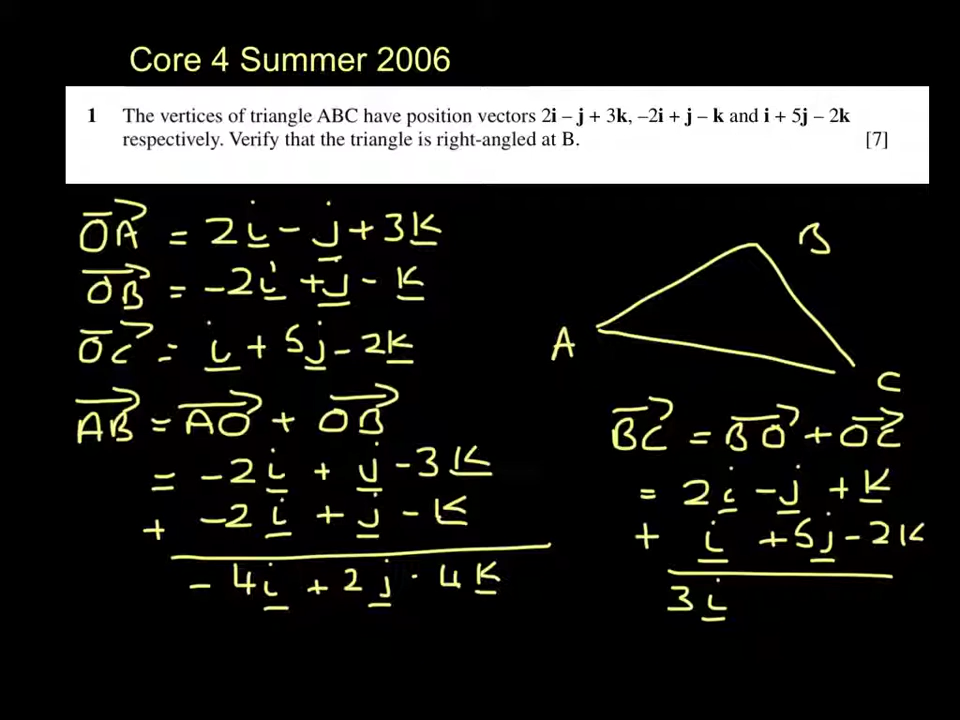 Core 4 Summer 2006
1 The vertices of triangle ABC have position vectors 2i – j + 3k, –2i + j – k and i + 5j – 2k
respectively. Verify that the triangle is right-angled at B. [7]
OA = 2i - j + 3k
OB = -2i + j - k
OC = i + 5j - 2k
AB = AO + OB
= -2i + j - 3k
+ -2i + j - k
- 4i + 2j - 4k
B
A
C
BC = BO + OC
= 2i - j + k
+ i + 5j - 2k
3i